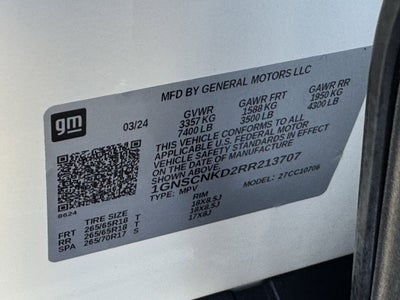 gm
MFD BY GENERAL MOTORS LLC
03/24
GVWR GAWR FRT GAWR RR
3357 KG 1588 KG 1950 KG
7400 LB 3500 LB 4300 LB
THIS VEHICLE CONFORMS TO ALL
APPLICABLE U.S. FEDERAL MOTOR
VEHICLE SAFETY STANDARDS IN EFFECT
ON THE DATE OF MANUFACTURE
SHOWN ABOVE.
1GNSCNKD2RR213707
TYPE: MPV MODEL: 27CC10706
8624
TIRE SIZE RIM
FRT 265/65R18 T 18X8.5J
RR 265/65R18 T 18X8.5J
SPA 265/70R17 S 17X8J